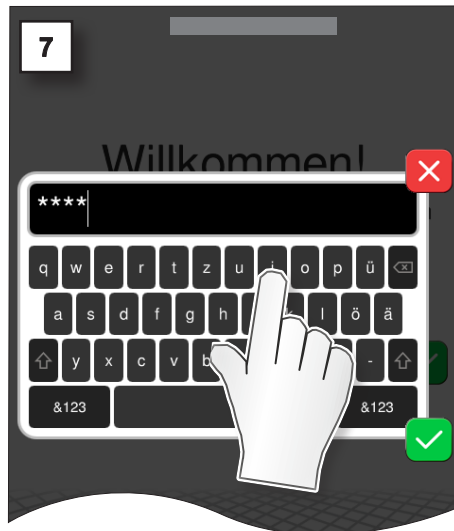 7
Willkommen!
****
q w e r t z u i o p ü
a s d f g h l ö ä
y x c v b -
&123 &123